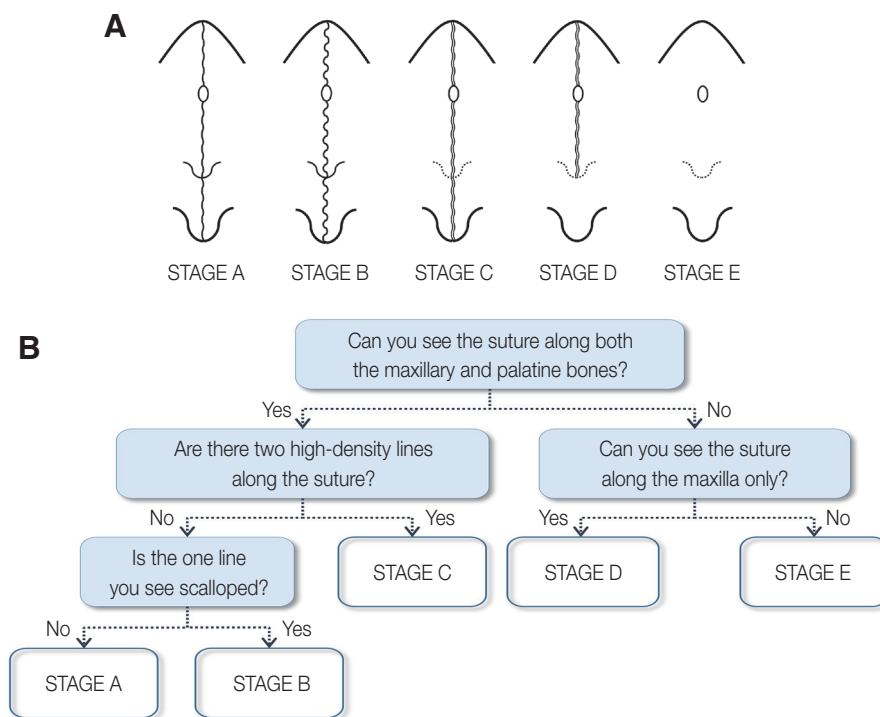 A
STAGE A
STAGE B
STAGE C
STAGE D
STAGE E
B
Can you see the suture along both
the maxillary and palatine bones?
Yes
No
Are there two high-density lines
along the suture?
Can you see the suture
along the maxilla only?
No
Yes
Yes
No
Is the one line
you see scalloped?
STAGE C
STAGE D
STAGE E
No
Yes
STAGE A
STAGE B